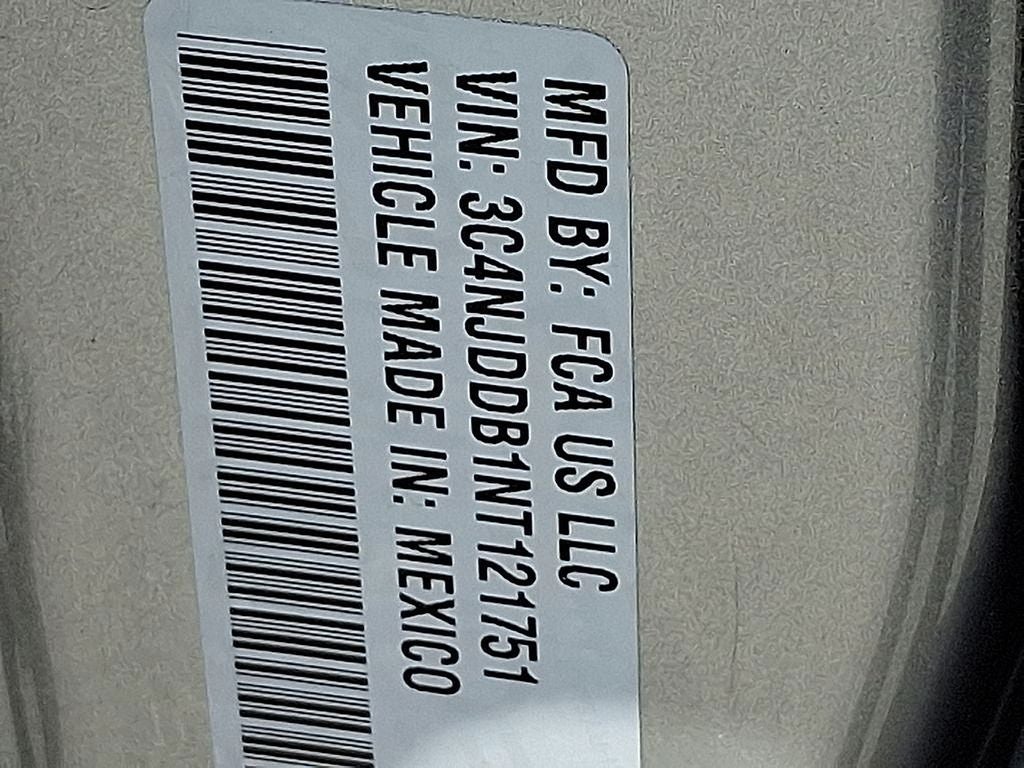 MFD BY: FCA US LLC
VIN: 3C4NJDDB1NT121751
VEHICLE MADE IN: MEXICO